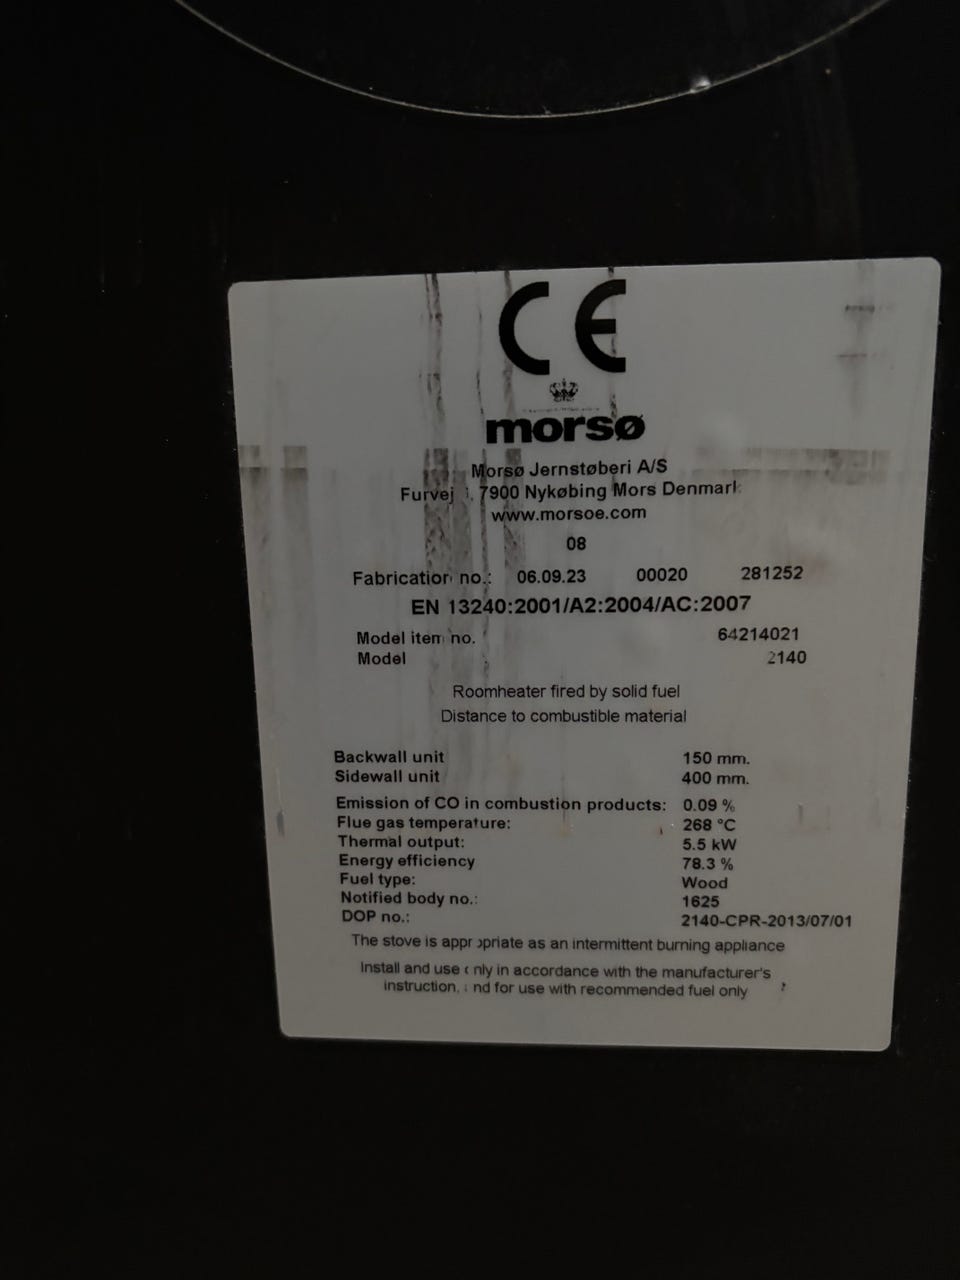 CE
morsø
Morsø Jernstøberi A/S
Furvej , 7900 Nykøbing Mors Denmark
www.morsoe.com
08
Fabrication no.: 06.09.23 00020 281252
EN 13240:2001/A2:2004/AC:2007
Model item no. 64214021
Model 2140
Roomheater fired by solid fuel
Distance to combustible material
Backwall unit 150 mm.
Sidewall unit 400 mm.
Emission of CO in combustion products: 0.09 %
Flue gas temperature: 268 °C
Thermal output: 5.5 kW
Energy efficiency 78.3 %
Fuel type: Wood
Notified body no.: 1625
DOP no.: 2140-CPR-2013/07/01
The stove is appropriate as an intermittent burning appliance
Install and use only in accordance with the manufacturer's
instruction, and for use with recommended fuel only